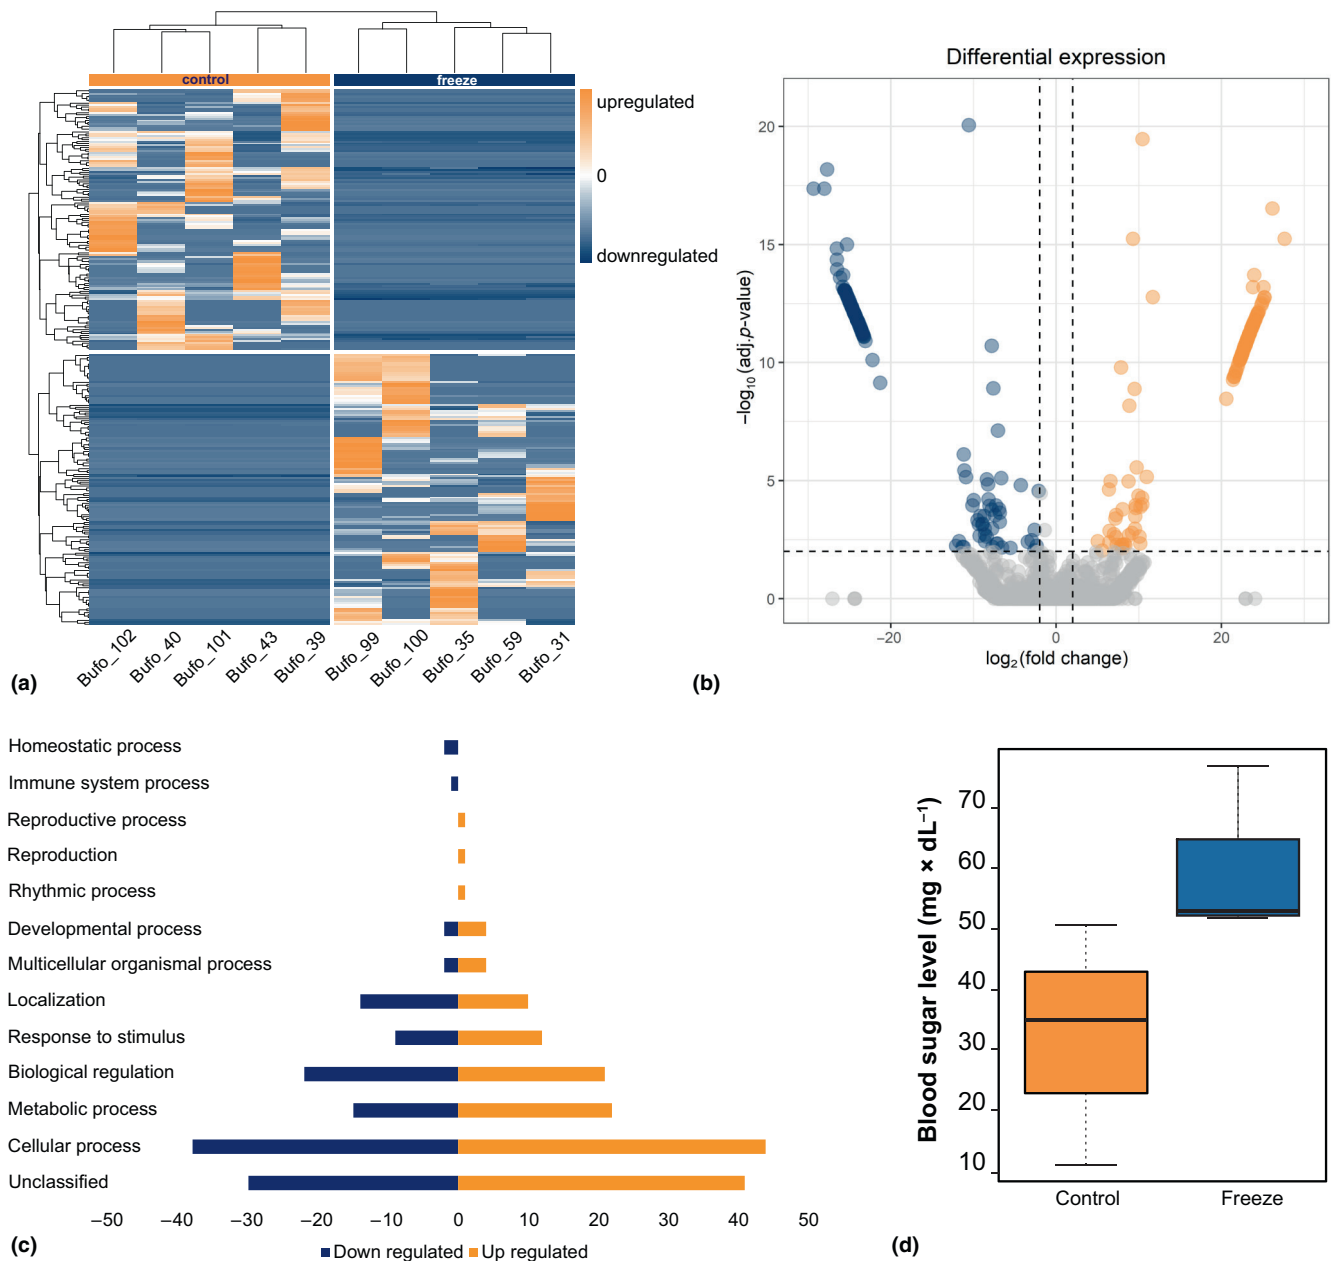 control
freeze
upregulated
0
downregulated
Bufo_102
Bufo_40
Bufo_101
Bufo_43
Bufo_39
Bufo_99
Bufo_100
Bufo_35
Bufo_59
Bufo_31
(a)
Differential expression
−log₁₀(adj.p-value)
20
15
10
5
0
−20
0
20
log₂(fold change)
(b)
Homeostatic process
Immune system process
Reproductive process
Reproduction
Rhythmic process
Developmental process
Multicellular organismal process
Localization
Response to stimulus
Biological regulation
Metabolic process
Cellular process
Unclassified
−50 −40 −30 −20 −10 0 10 20 30 40 50
Down regulated Up regulated
(c)
Blood sugar level (mg × dL⁻¹)
70
60
50
40
30
20
10
Control
Freeze
(d)